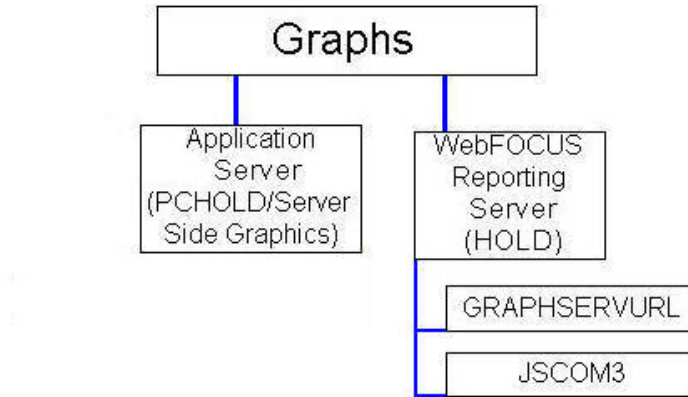 Graphs
Application
Server
(PCHOLD/Server
Side Graphics)
WebFOCUS
Reporting
Server
(HOLD)
GRAPHSERVURL
JSCOM3